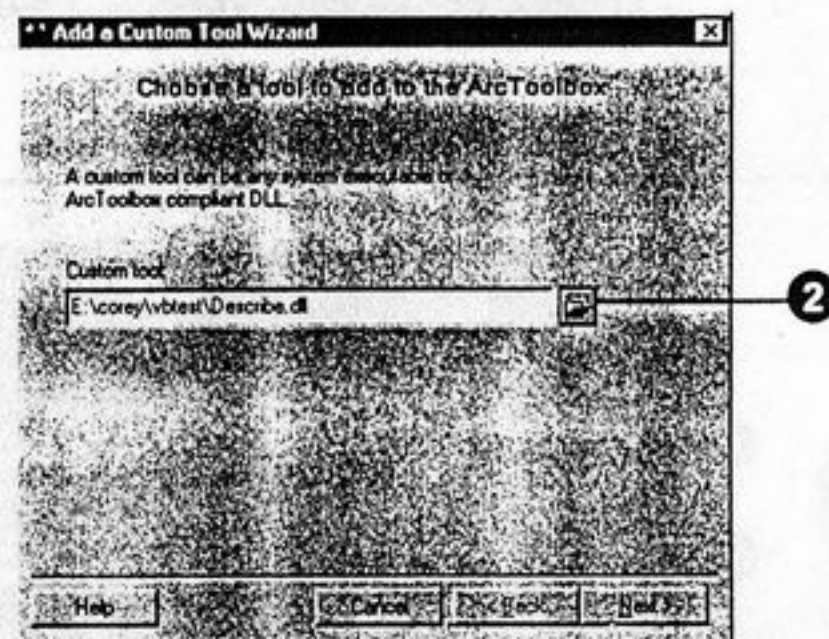 Add a Custom Tool Wizard
Choose a tool to add to the ArcToolbox
A custom tool can be any system executable or
ArcToolbox compliant DLL.
Custom tool:
E:\corey\vbtest\Describe.dll
2
Help
Cancel
< Back
Next >